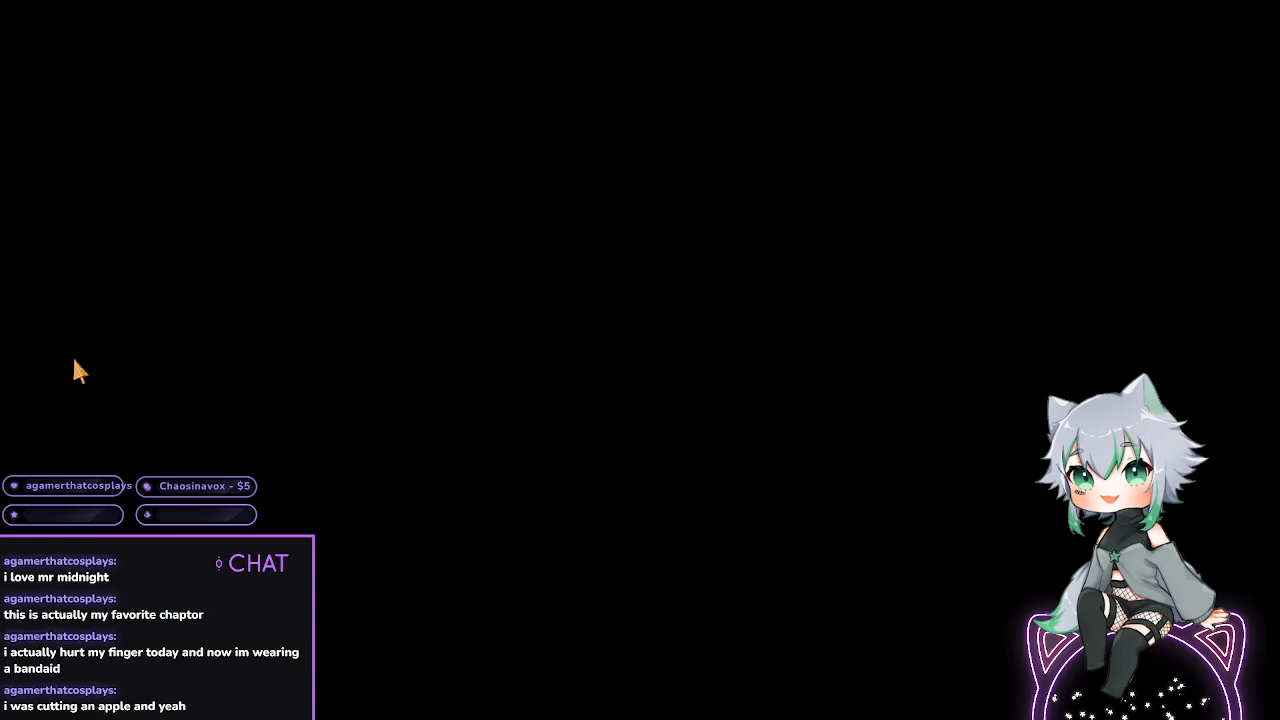 agamerthatcosplays
Chaosinavox - $5
CHAT
agamerthatcosplays:
i love mr midnight
agamerthatcosplays:
this is actually my favorite chaptor
agamerthatcosplays:
i actually hurt my finger today and now im wearing
a bandaid
agamerthatcosplays:
i was cutting an apple and yeah